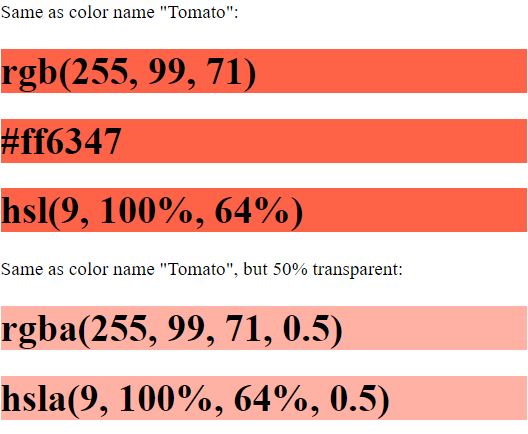 Same as color name "Tomato":
rgb(255, 99, 71)
#ff6347
hsl(9, 100%, 64%)
Same as color name "Tomato", but 50% transparent:
rgba(255, 99, 71, 0.5)
hsla(9, 100%, 64%, 0.5)